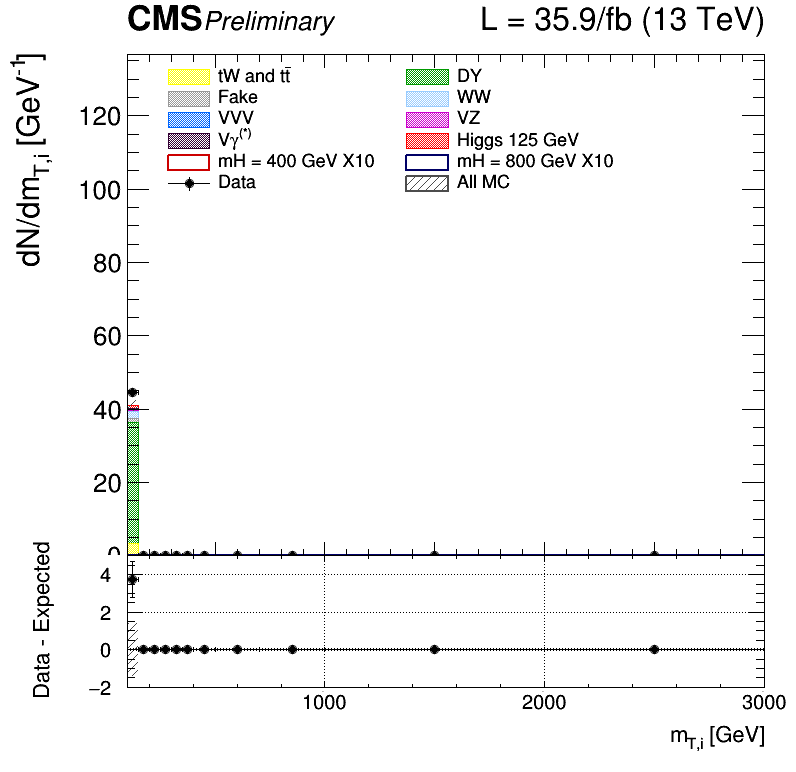 CMS Preliminary L = 35.9/fb (13 TeV)
dN/dm_{T,i} [GeV^{-1}]
tW and tt̄ DY
Fake WW
VVV VZ
Vγ^{(*)} Higgs 125 GeV
mH = 400 GeV X10 mH = 800 GeV X10
Data All MC
120
100
80
60
40
20
0
Data - Expected
4
2
0
−2
1000 2000 3000
m_{T,i} [GeV]